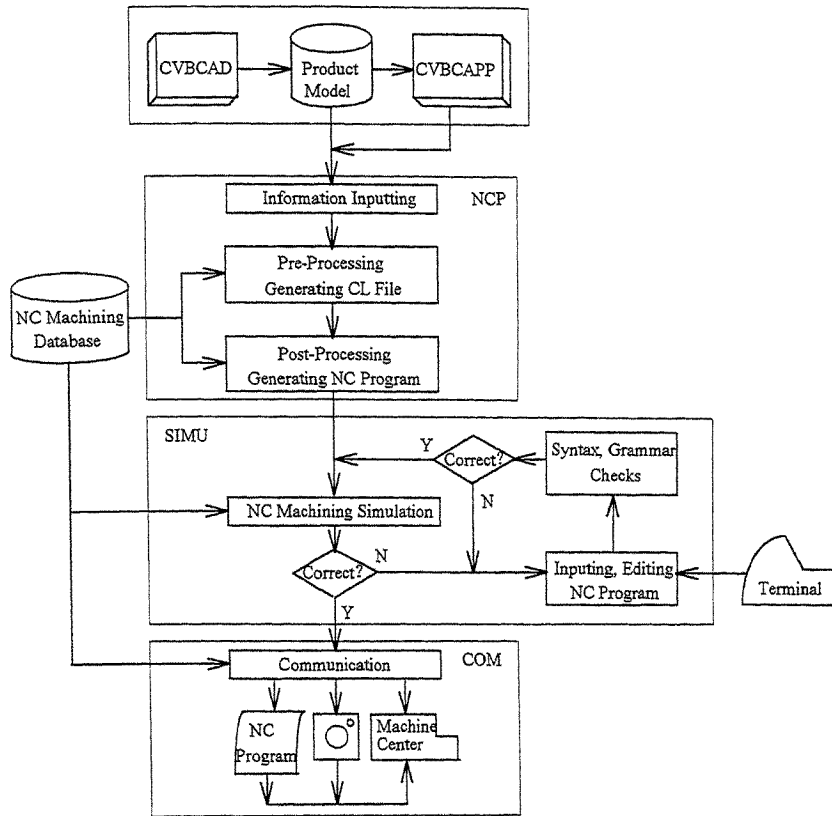 CVBCAD
Product
Model
CVBCAPP
Information Inputting
NCP
Pre-Processing
Generating CL File
NC Machining
Database
Post-Processing
Generating NC Program
SIMU
Y
Correct?
Syntax, Grammar
Checks
N
NC Machining Simulation
Correct?
N
Inputing, Editing
NC Program
Terminal
Y
Communication
COM
NC
Program
Machine
Center